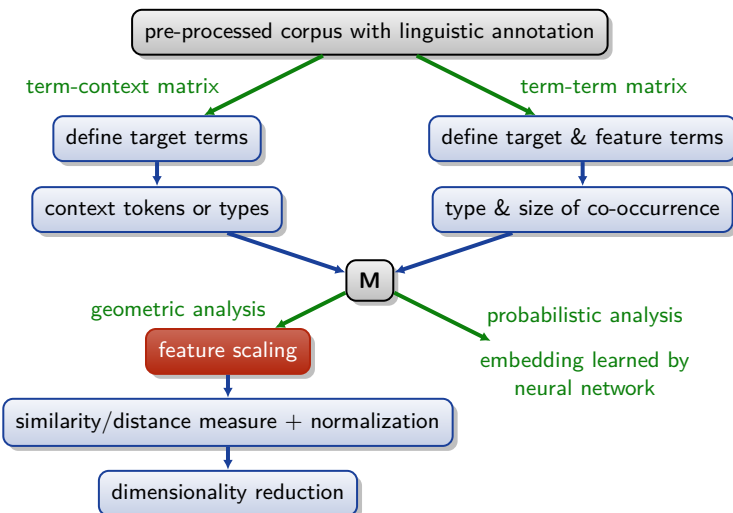 pre-processed corpus with linguistic annotation
term-context matrix
term-term matrix
define target terms
define target & feature terms
context tokens or types
type & size of co-occurrence
M
geometric analysis
probabilistic analysis
feature scaling
embedding learned by
neural network
similarity/distance measure + normalization
dimensionality reduction